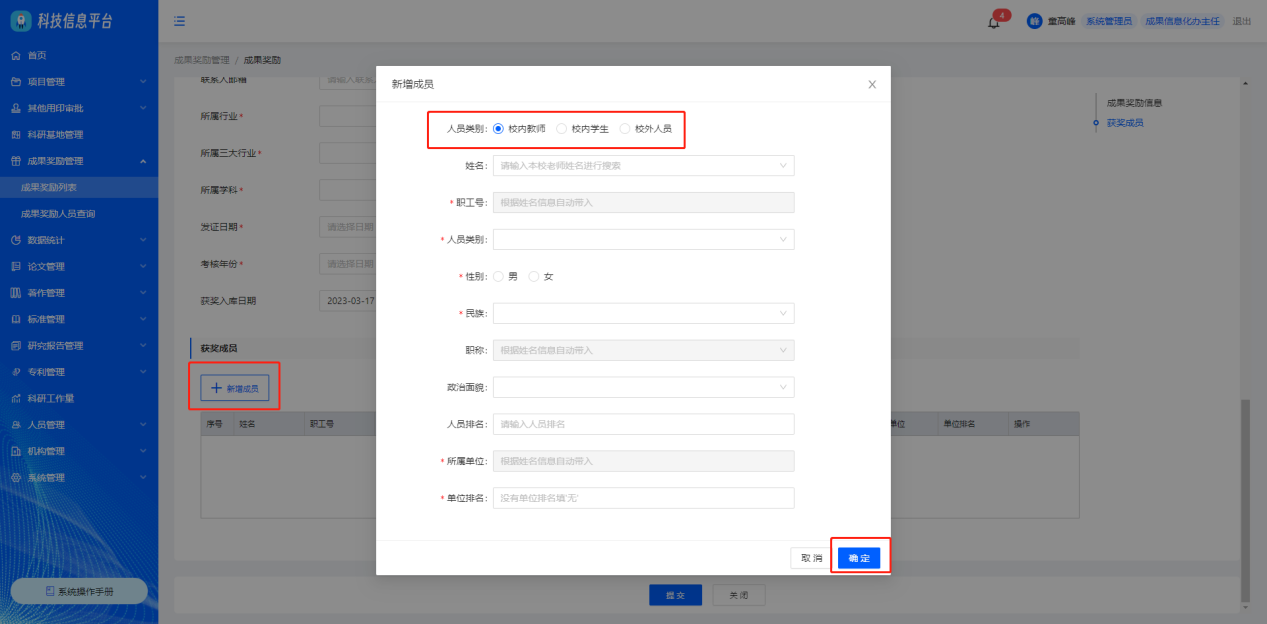 科技信息平台
4
峰 童高峰 系统管理员 成果信息化办主任 退出
首页
项目管理
其他用印审批
科研基地管理
成果奖励管理
成果奖励列表
成果奖励人员查询
数据统计
论文管理
著作管理
标准管理
研究报告管理
专利管理
科研工作量
人员管理
机构管理
系统管理
系统操作手册
成果奖励管理 / 成果奖励
联系人邮箱 请输入联系
所属行业*
所属三大行业*
所属学科*
发证日期* 请选择日期
考核年份* 请选择日期
获奖入库日期 2023-03-17
获奖成员
新增成员
序号 姓名 职工号 单位 单位排名 操作
成果奖励信息
获奖成员
新增成员
人员类别: 校内教师 校内学生 校外人员
姓名: 请输入本校老师姓名进行搜索
*职工号: 根据姓名信息自动带入
*人员类别:
*性别: 男 女
*民族:
职称: 根据姓名信息自动带入
政治面貌:
人员排名: 请输入人员排名
*所属单位: 根据姓名信息自动带入
*单位排名: 没有单位排名填'无'
取消 确定
提交 关闭